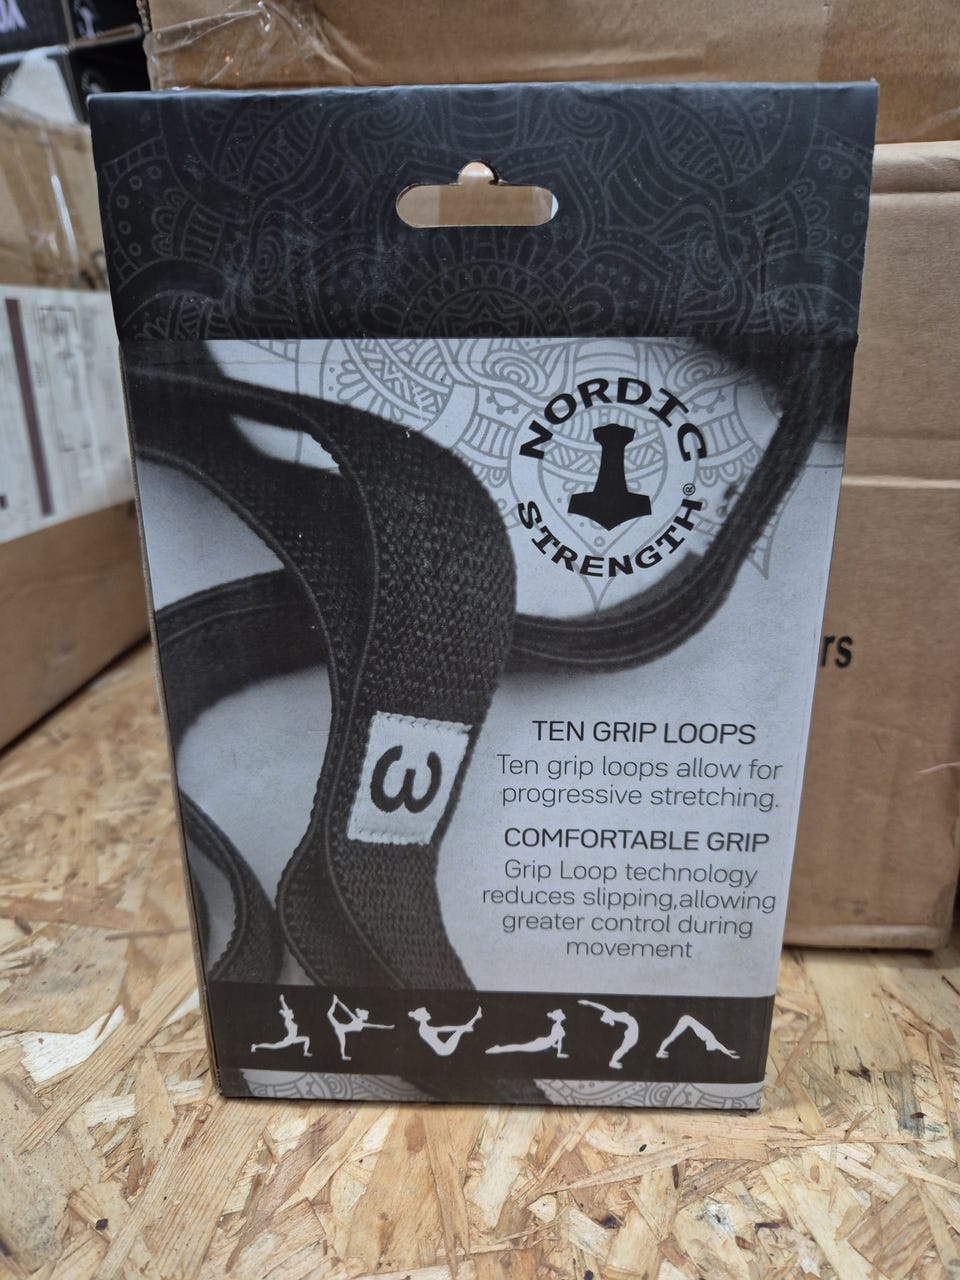 NORDIC
STRENGTH®
3
TEN GRIP LOOPS
Ten grip loops allow for
progressive stretching.
COMFORTABLE GRIP
Grip Loop technology
reduces slipping,allowing
greater control during
movement
rs